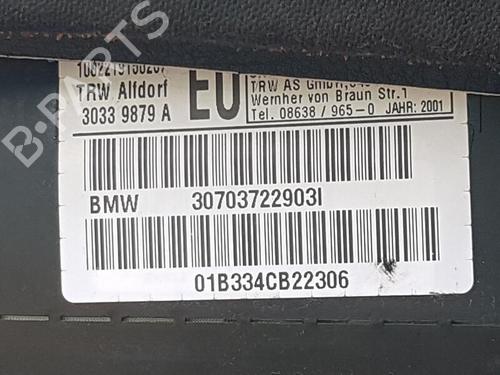 TRW Alfdorf
3033 9879 A
EU
TRW AS GmbH,
Wernher von Braun Str.1
Tel. 08638 / 965-0 JAHR: 2001
BMW 30703722903I
01B334CB22306
B-PARTS